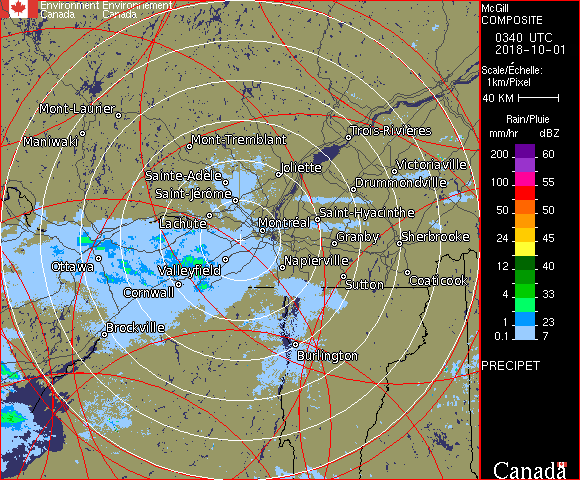 Environment Environnement
Canada Canada
McGill
COMPOSITE
0340 UTC
2018-10-01
Scale/Échelle:
1km/Pixel
40 KM
Rain/Pluie
mm/hr dBZ
200 60
100 55
50 50
24 45
12 40
4 33
1 23
0.1 7
PRECIPET
Canada
Mont-Laurier
Maniwaki
Mont-Tremblant
Trois-Rivières
Sainte-Adèle
Joliette
Victoriaville
Saint-Jérôme
Drummondville
Lachute
Montréal
Saint-Hyacinthe
Granby
Sherbrooke
Ottawa
Valleyfield
Napierville
Cornwall
Sutton
Coaticook
Brockville
Burlington